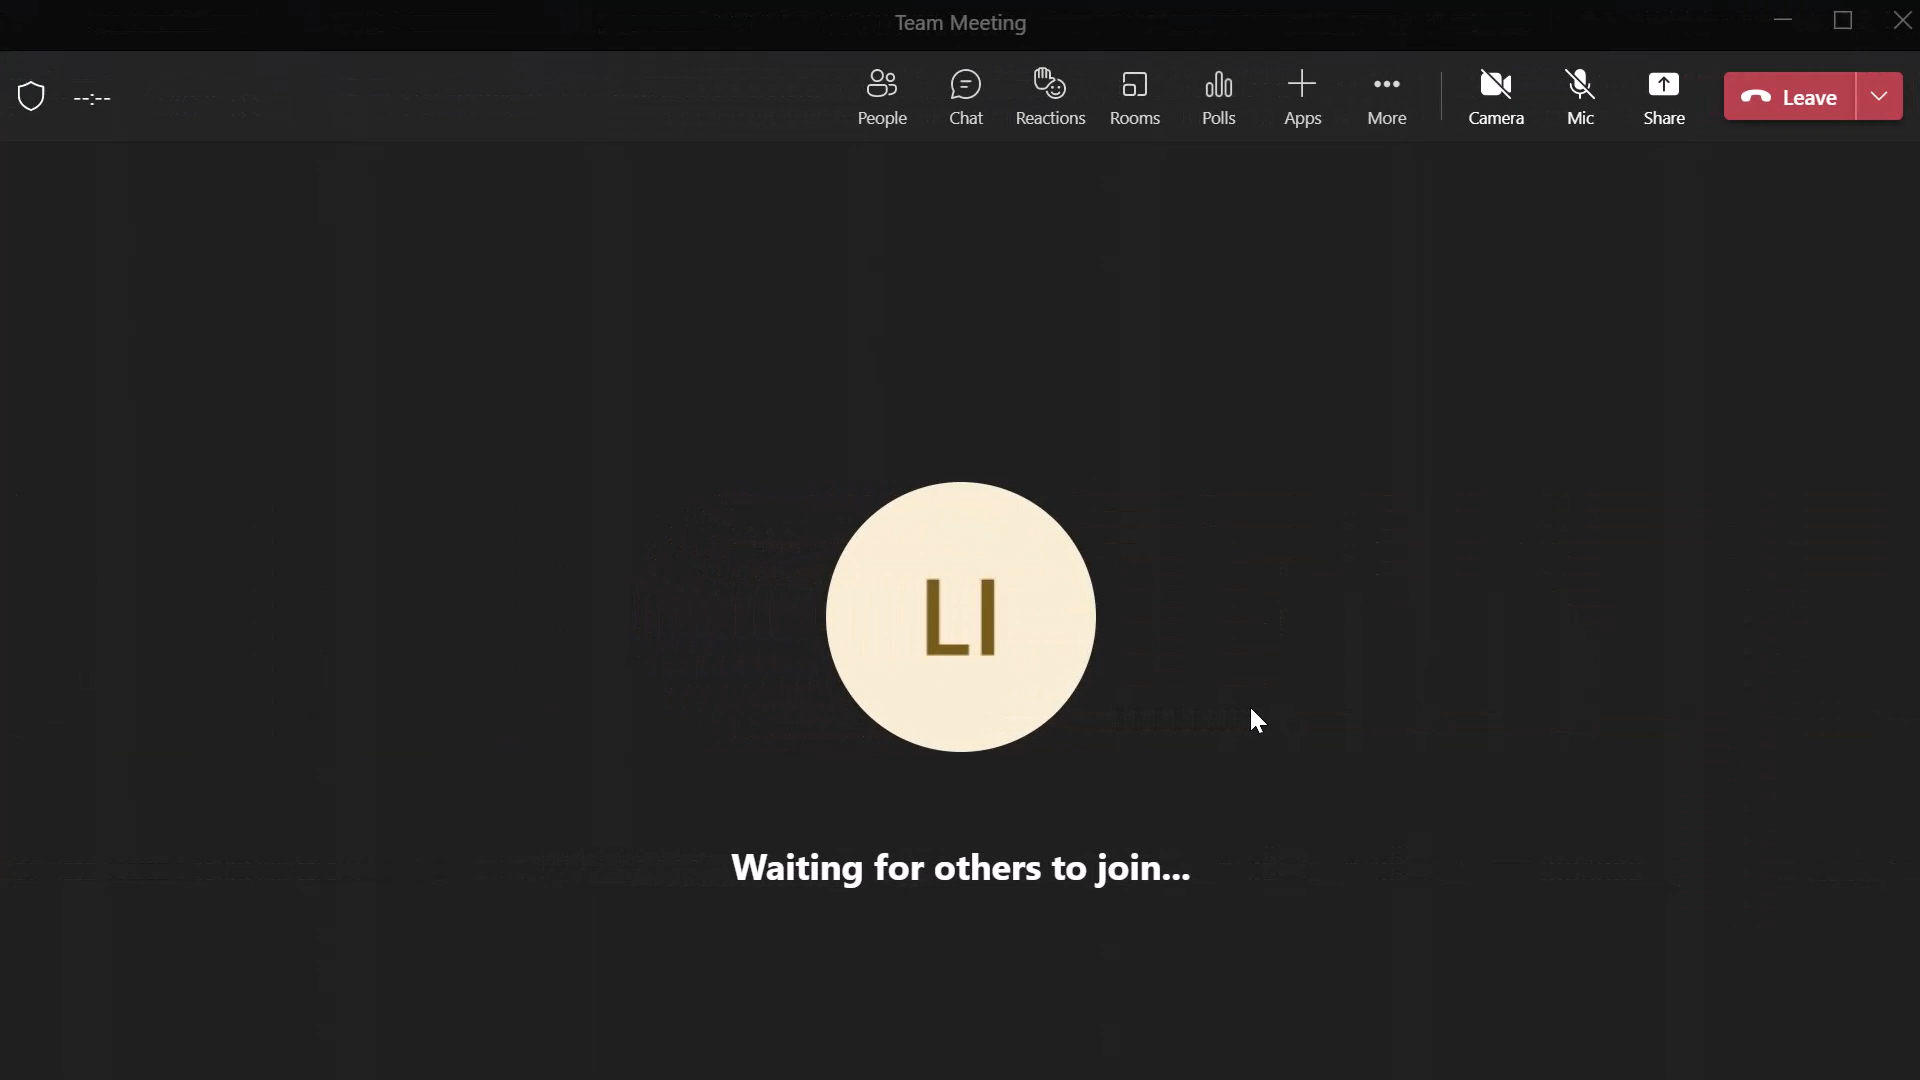 Team Meeting
--:--
People
Chat
Reactions
Rooms
Polls
Apps
More
Camera
Mic
Share
Leave
LI
Waiting for others to join...